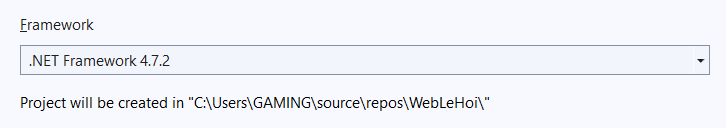 Framework
.NET Framework 4.7.2
Project will be created in "C:\Users\GAMING\source\repos\WebLeHoi\"